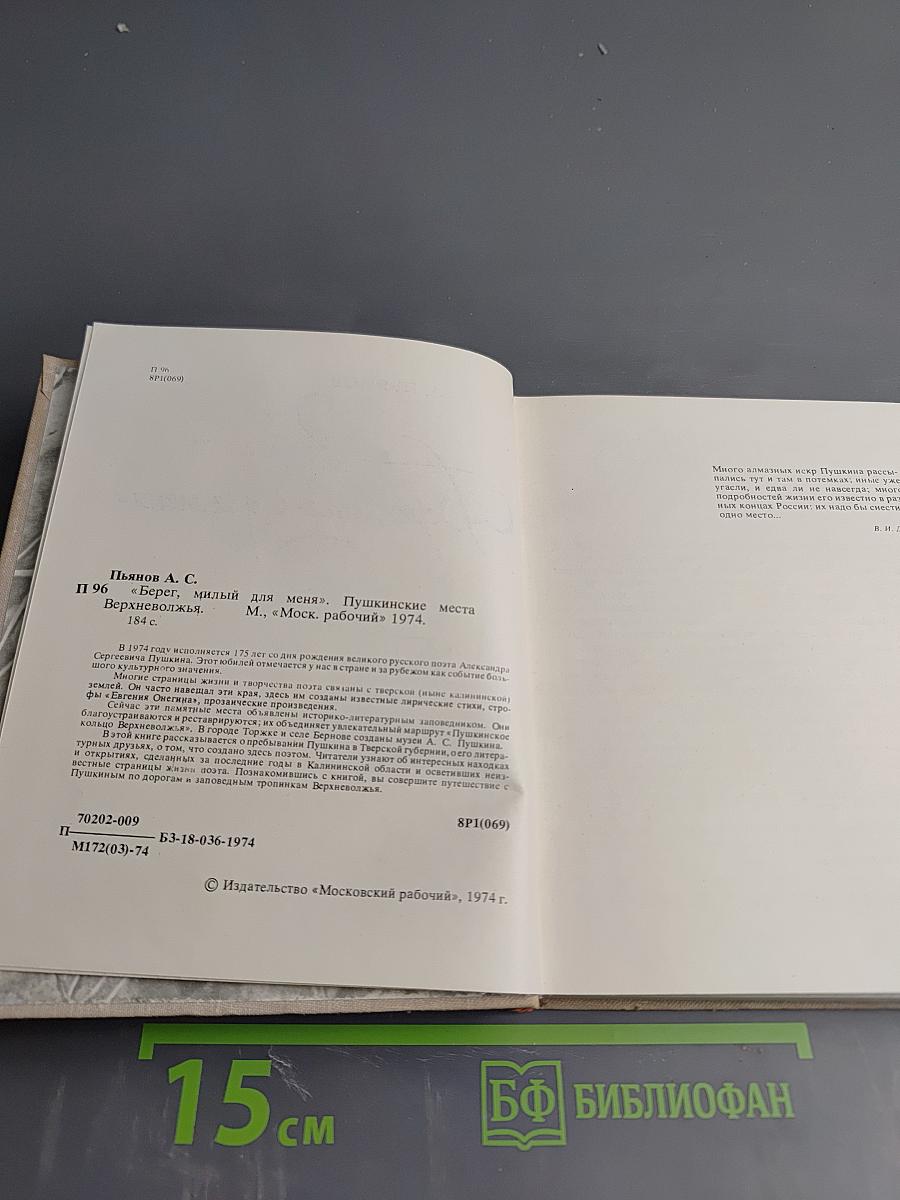 П 96
8Р1(069)
Пьянов А. С.
П 96 «Берег, милый для меня». Пушкинские места
Верхневолжья. М., «Моск. рабочий» 1974.
184 с.
В 1974 году исполняется 175 лет со дня рождения великого русского поэта Александра
Сергеевича Пушкина. Этот юбилей отмечается у нас в стране и за рубежом как событие боль-
шого культурного значения.
Многие страницы жизни и творчества поэта связаны с тверской (ныне калининской)
землей. Он часто навещал эти края, здесь им созданы известные лирические стихи, стро-
фы «Евгения Онегина», прозаические произведения.
Сейчас эти памятные места объявлены историко-литературным заповедником. Они
благоустраиваются и реставрируются; их объединяет увлекательный маршрут «Пушкинское
кольцо Верхневолжья». В городе Торжке и селе Бернове созданы музеи А. С. Пушкина.
В этой книге рассказывается о пребывании Пушкина в Тверской губернии, о его литера-
турных друзьях, о том, что создано здесь поэтом. Читатели узнают об интересных находках
и открытиях, сделанных за последние годы в Калининской области и осветивших неиз-
вестные страницы жизни поэта. Познакомившись с книгой, вы совершите путешествие с
Пушкиным по дорогам и заповедным тропинкам Верхневолжья.
70202-009
П М172(03)-74 БЗ-18-036-1974
8Р1(069)
© Издательство «Московский рабочий», 1974 г.
Много алмазных искр Пушкина рассы-
пались тут и там в потемках; иные уже
угасли, и едва ли не навсегда; много
подробностей жизни его известно в раз
ных концах России: их надо бы снести
одно место...
В. И.
15 см
БФ БИБЛИОФАН